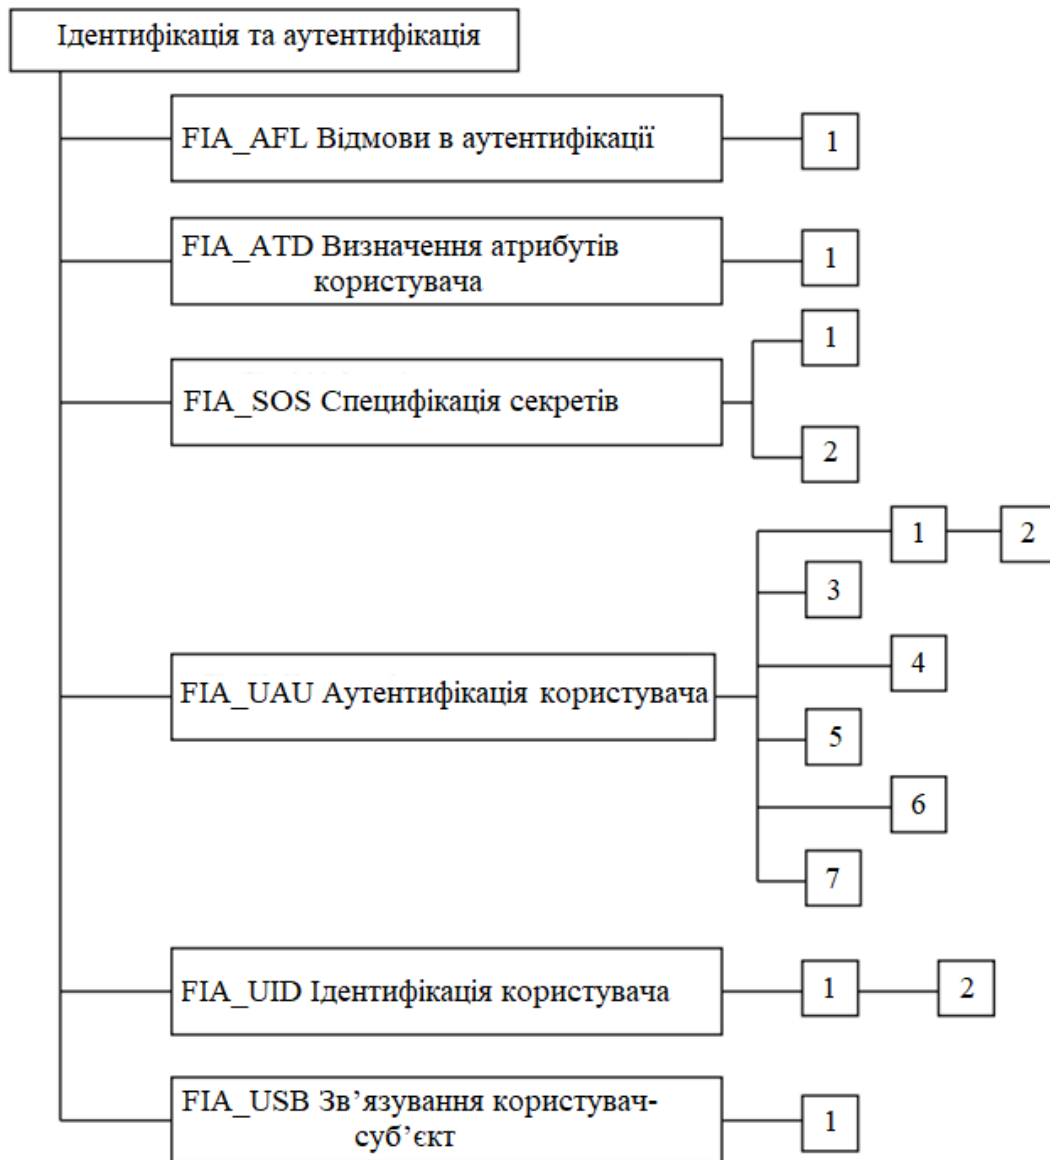 Ідентифікація та аутентифікація
FIA_AFL Відмови в аутентифікації
1
FIA_ATD Визначення атрибутів
користувача
1
FIA_SOS Специфікація секретів
1
2
FIA_UAU Аутентифікація користувача
1
2
3
4
5
6
7
FIA_UID Ідентифікація користувача
1
2
FIA_USB Зв’язування користувач-
суб’єкт
1